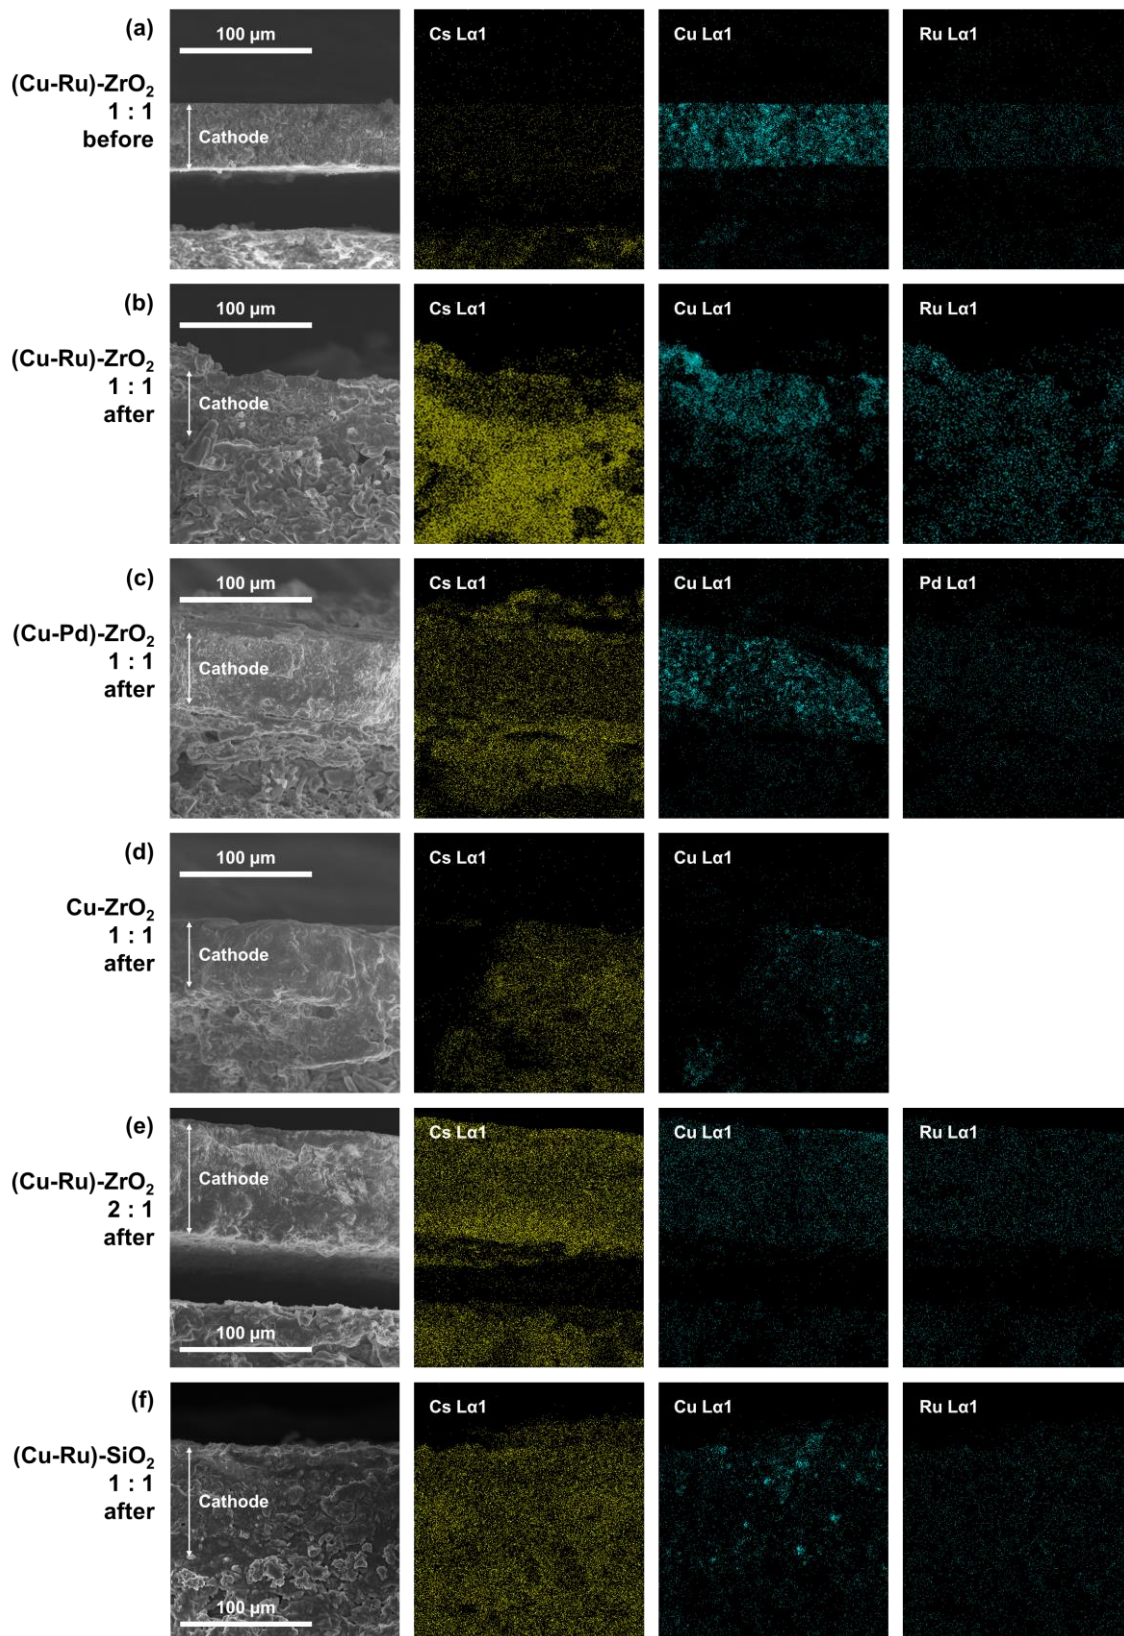 (a)
(Cu-Ru)-ZrO₂
1 : 1
before
100 µm
Cathode
Cs Lα1
Cu Lα1
Ru Lα1
(b)
(Cu-Ru)-ZrO₂
1 : 1
after
100 µm
Cathode
Cs Lα1
Cu Lα1
Ru Lα1
(c)
(Cu-Pd)-ZrO₂
1 : 1
after
100 µm
Cathode
Cs Lα1
Cu Lα1
Pd Lα1
(d)
Cu-ZrO₂
1 : 1
after
100 µm
Cathode
Cs Lα1
Cu Lα1
(e)
(Cu-Ru)-ZrO₂
2 : 1
after
Cathode
100 µm
Cs Lα1
Cu Lα1
Ru Lα1
(f)
(Cu-Ru)-SiO₂
1 : 1
after
Cathode
100 µm
Cs Lα1
Cu Lα1
Ru Lα1